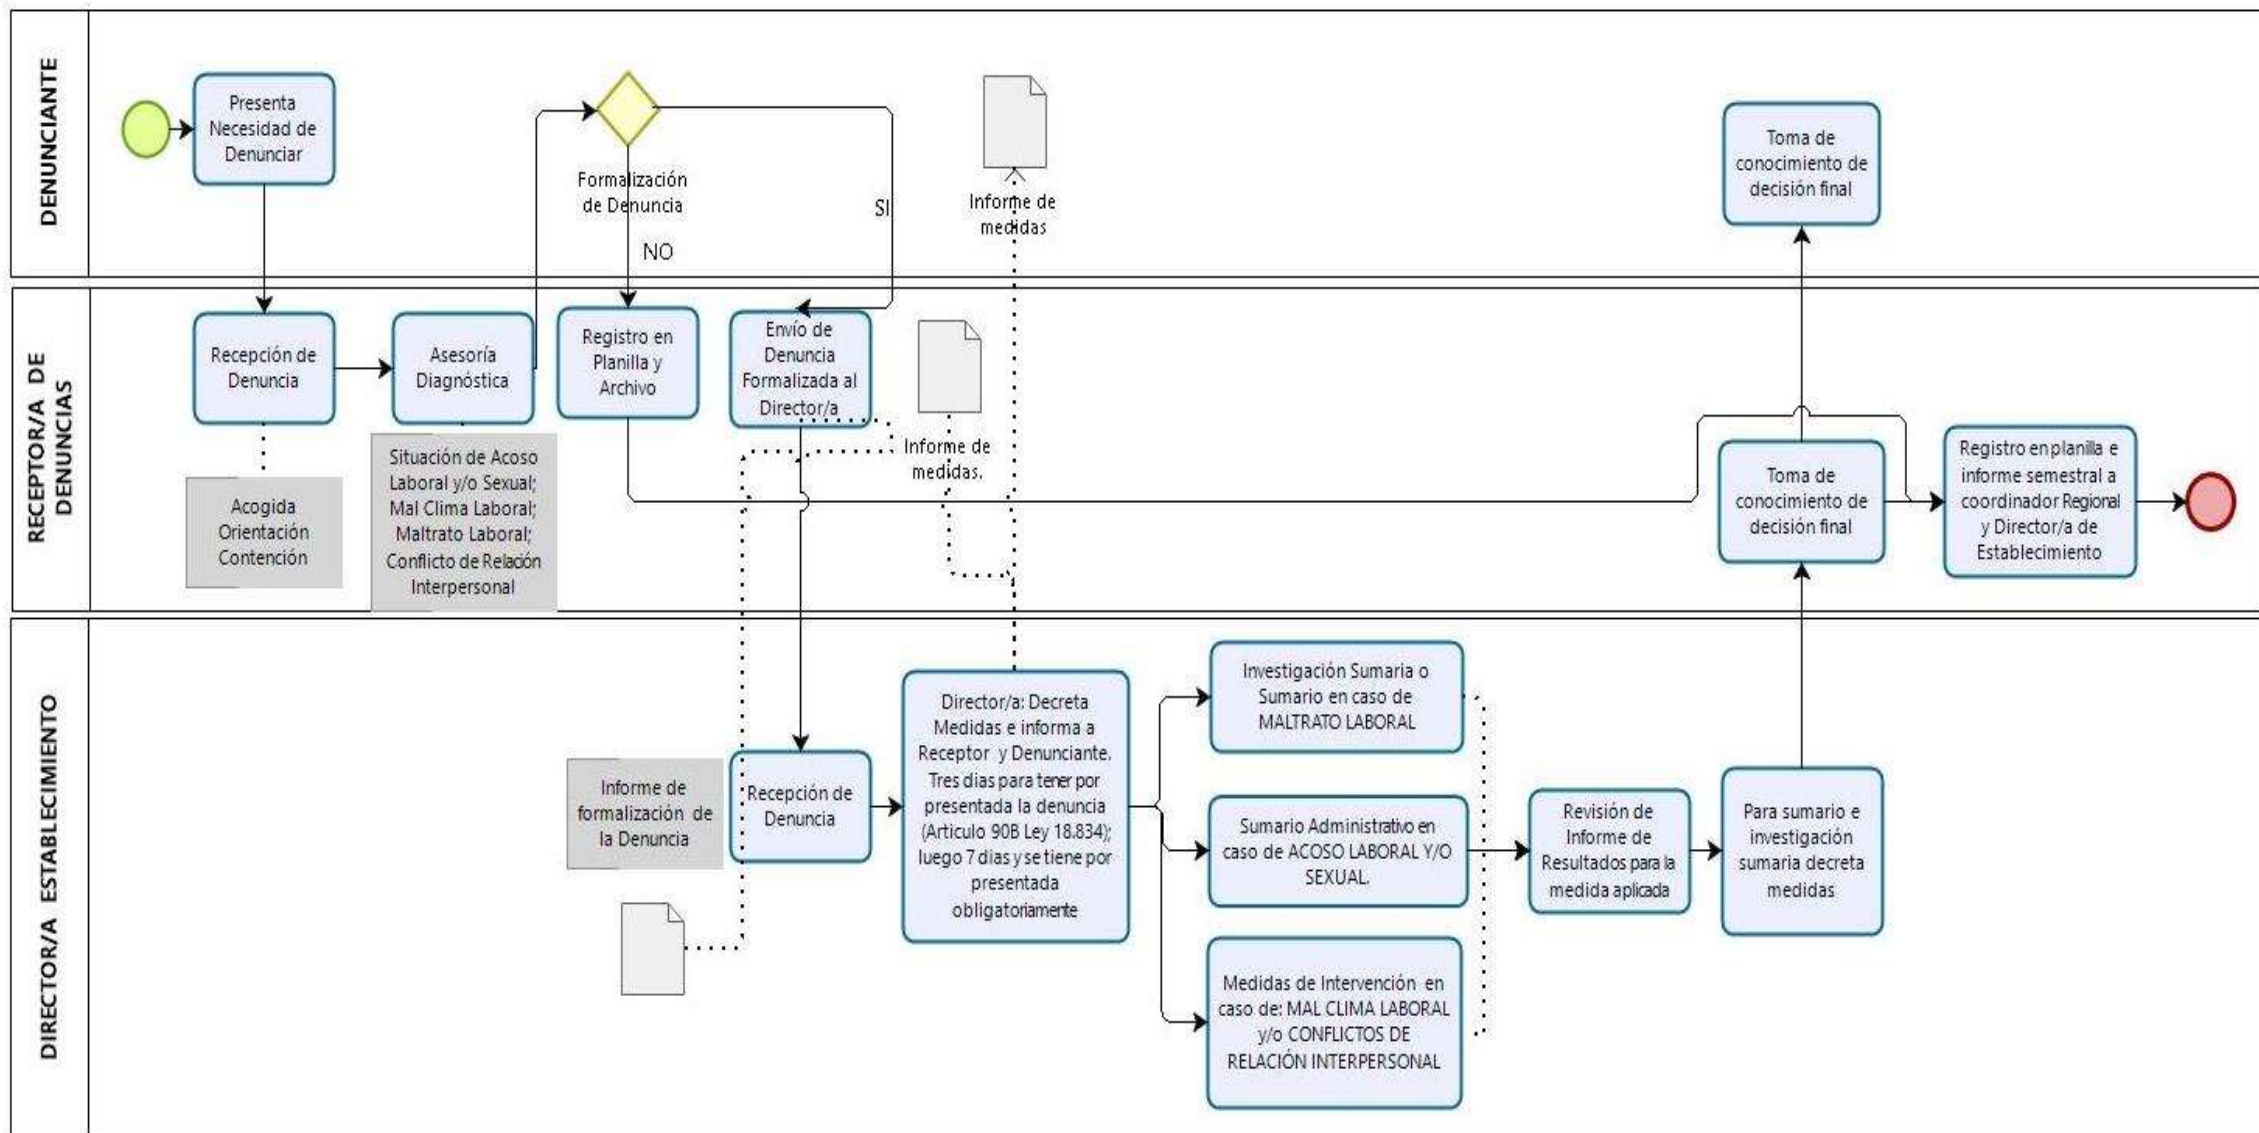 DENUNCIANTE
Presenta
Necesidad de
Denunciar
Formalización
de Denuncia
NO
SI
Informe de
medidas
Toma de
conocimiento de
decisión final
RECEPTOR/A DE
DENUNCIAS
Recepción de
Denuncia
Acogida
Orientación
Contención
Asesoría
Diagnóstica
Situación de Acoso
Laboral y/o Sexual;
Mal Clima Laboral;
Maltrato Laboral;
Conflicto de Relación
Interpersonal
Registro en
Planilla y
Archivo
Envío de
Denuncia
Formalizada al
Director/a
Informe de
medidas.
Toma de
conocimiento de
decisión final
Registro en planilla e
informe semestral a
coordinador Regional
y Director/a de
Establecimiento
DIRECTOR/A ESTABLECIMIENTO
Informe de
formalización de
la Denuncia
Recepción de
Denuncia
Director/a: Decreta
Medidas e informa a
Receptor y Denunciante.
Tres dias para tener por
presentada la denuncia
(Articulo 90B Ley 18.834);
luego 7 dias y se tiene por
presentada
obligatoriamente
Investigación Sumaria o
Sumario en caso de
MALTRATO LABORAL
Sumario Administrativo en
caso de ACOSO LABORAL Y/O
SEXUAL.
Medidas de Intervención en
caso de: MAL CLIMA LABORAL
y/o CONFLICTOS DE
RELACIÓN INTERPERSONAL
Revisión de
Informe de
Resultados para la
medida aplicada
Para sumario e
investigación
sumaria decreta
medidas